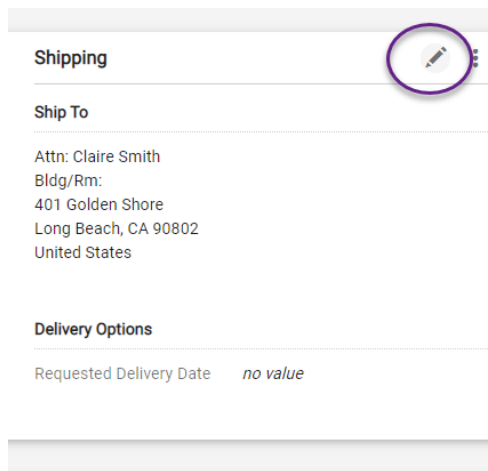 Shipping
Ship To
Attn: Claire Smith
Bldg/Rm:
401 Golden Shore
Long Beach, CA 90802
United States
Delivery Options
Requested Delivery Date no value